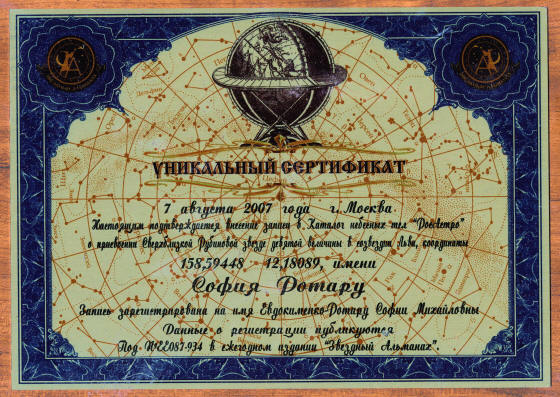 УНИКАЛЬНЫЙ СЕРТИФИКАТ
7 августа 2007 года г. Москва
Настоящим подтверждается внесение записи в Каталог небесных тел "РосАстро"
о присвоении Сверхблизкой Рубиновой звезде девятой величины в созвездии Льва, координаты
158,59448 - 12,18089, имени
София Ротару
Запись зарегистрирована на имя Евдокименко-Ротару Софии Михайловны
Данные о регистрации публикуются
Под №EE087-934 в ежегодном издании "Звездный Альманах".